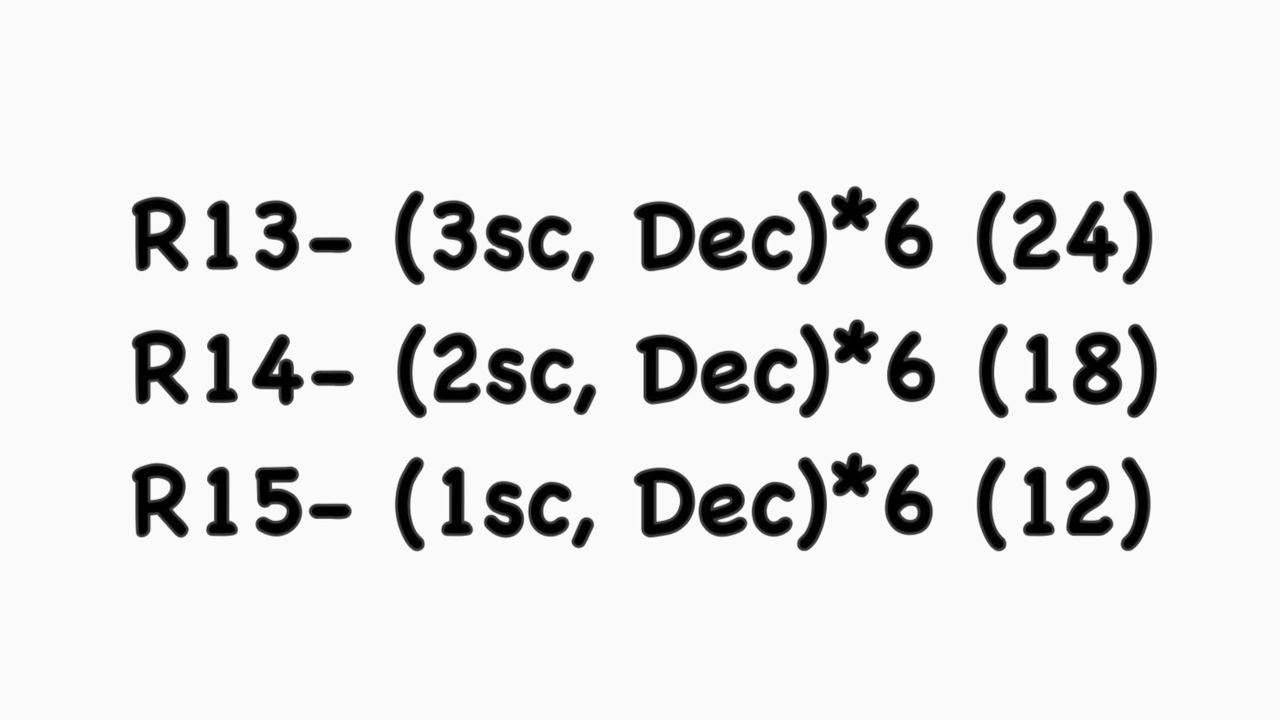 R13- (3sc, Dec)*6 (24)
R14- (2sc, Dec)*6 (18)
R15- (1sc, Dec)*6 (12)